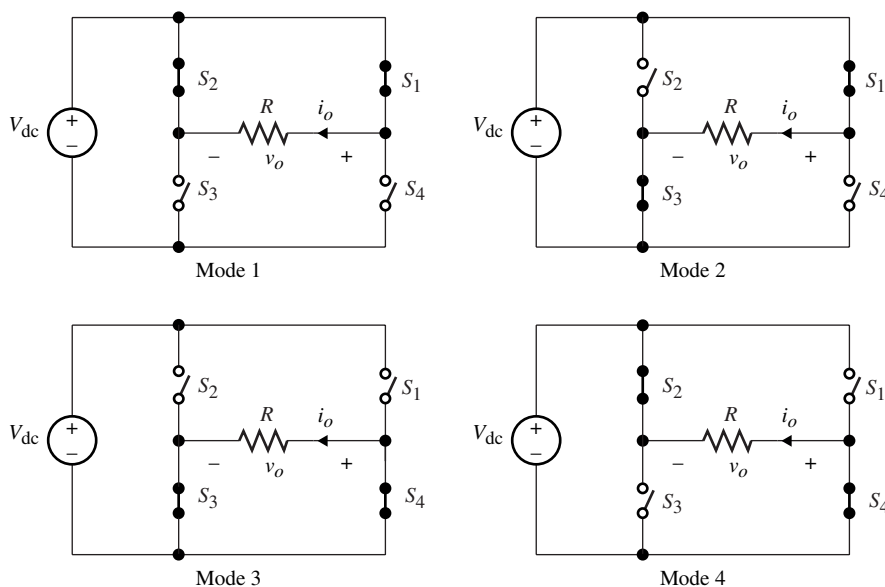 S2
S1
Vdc
+
−
R
io
−
vo
+
S3
S4
Mode 1
S2
S1
Vdc
+
−
R
io
−
vo
+
S3
S4
Mode 2
S2
S1
Vdc
+
−
R
io
−
vo
+
S3
S4
Mode 3
S2
S1
Vdc
+
−
R
io
−
vo
+
S3
S4
Mode 4